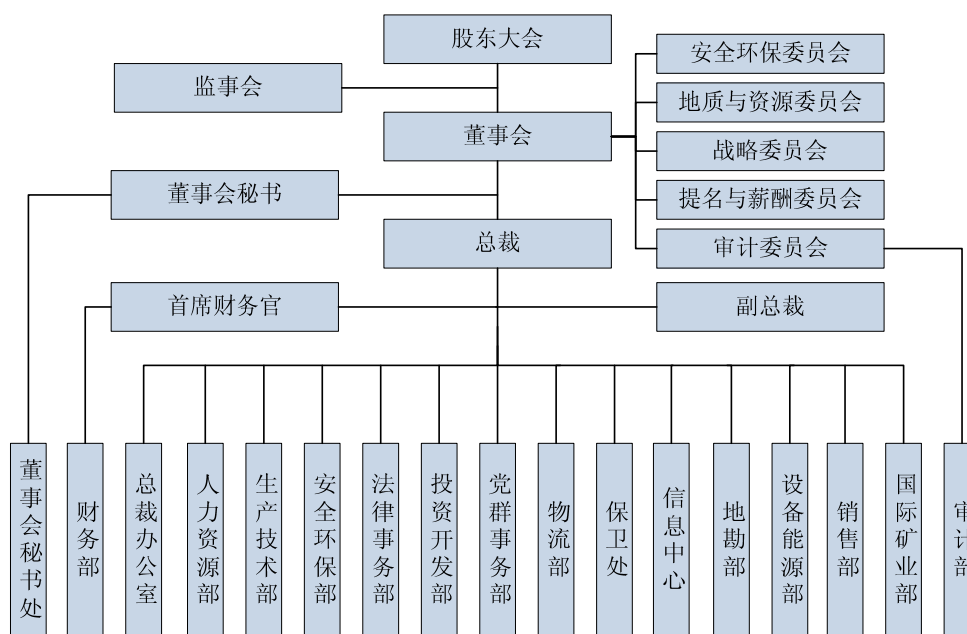 股东大会
安全环保委员会
监事会
地质与资源委员会
董事会
战略委员会
董事会秘书
提名与薪酬委员会
总裁
审计委员会
首席财务官
副总裁
董事会秘书处
财务部
总裁办公室
人力资源部
生产技术部
安全环保部
法律事务部
投资开发部
党群事务部
物流部
保卫处
信息中心
地勘部
设备能源部
销售部
国际矿业部
审计部